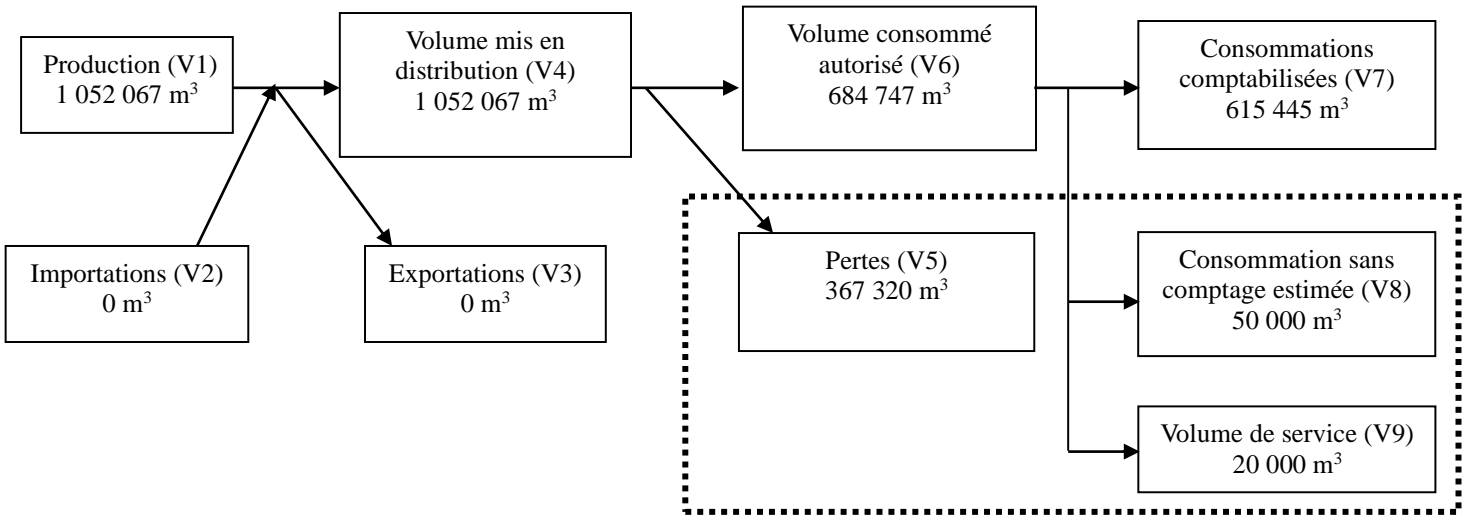 Production (V1)
1 052 067 m³
Volume mis en
distribution (V4)
1 052 067 m³
Volume consommé
autorisé (V6)
684 747 m³
Consommations
comptabilisées (V7)
615 445 m³
Importations (V2)
0 m³
Exportations (V3)
0 m³
Pertes (V5)
367 320 m³
Consommation sans
comptage estimée (V8)
50 000 m³
Volume de service (V9)
20 000 m³